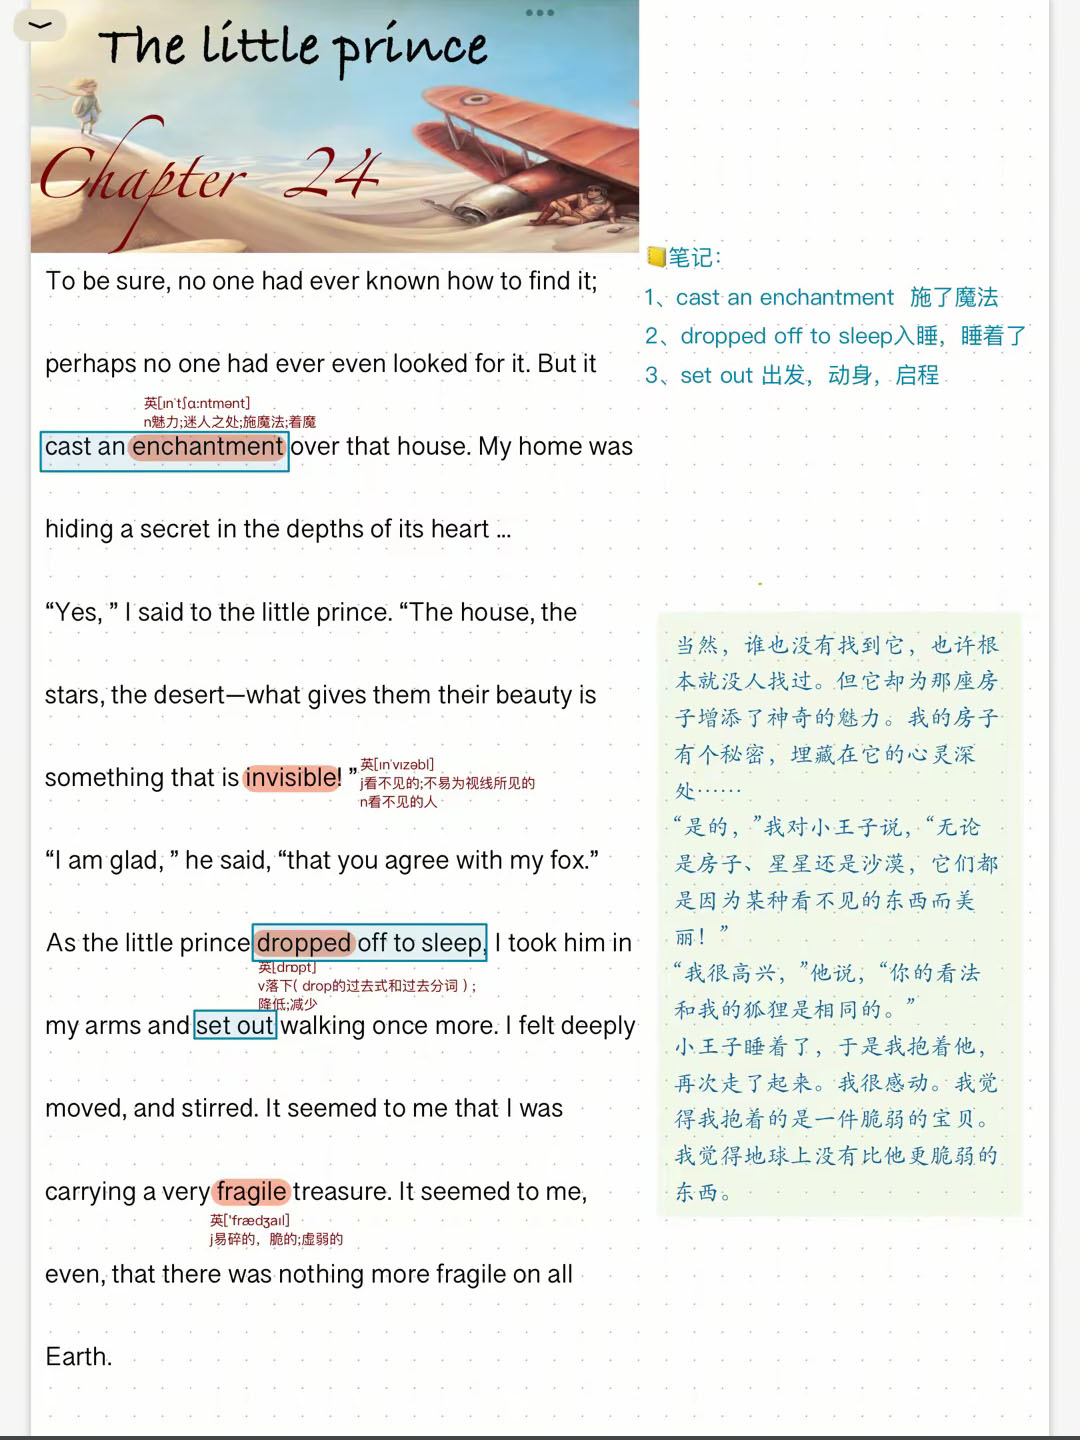 The little prince
Chapter 24
To be sure, no one had ever known how to find it;
perhaps no one had ever even looked for it. But it
英[ɪnˈtʃɑ:ntmənt]
n魅力;迷人之处;施魔法;着魔
cast an enchantment over that house. My home was
hiding a secret in the depths of its heart ...
“Yes, ” I said to the little prince. “The house, the
stars, the desert—what gives them their beauty is
something that is invisible! ”
英[ɪnˈvɪzəbl]
j看不见的;不易为视线所见的
n看不见的人
“I am glad, ” he said, “that you agree with my fox.”
As the little prince dropped off to sleep, I took him in
英[drɒpt]
v落下( drop的过去式和过去分词 );
降低;减少
my arms and set out walking once more. I felt deeply
moved, and stirred. It seemed to me that I was
carrying a very fragile treasure. It seemed to me,
英['frædʒaɪl]
j易碎的，脆的;虚弱的
even, that there was nothing more fragile on all
Earth.
笔记：
1、cast an enchantment 施了魔法
2、dropped off to sleep入睡，睡着了
3、set out 出发，动身，启程
当然，谁也没有找到它，也许根
本就没人找过。但它却为那座房
子增添了神奇的魅力。我的房子
有个秘密，埋藏在它的心灵深
处……
“是的，”我对小王子说，“无论
是房子、星星还是沙漠，它们都
是因为某种看不见的东西而美
丽！”
“我很高兴，”他说，“你的看法
和我的狐狸是相同的。”
小王子睡着了，于是我抱着他，
再次走了起来。我很感动。我觉
得我抱着的是一件脆弱的宝贝。
我觉得地球上没有比他更脆弱的
东西。